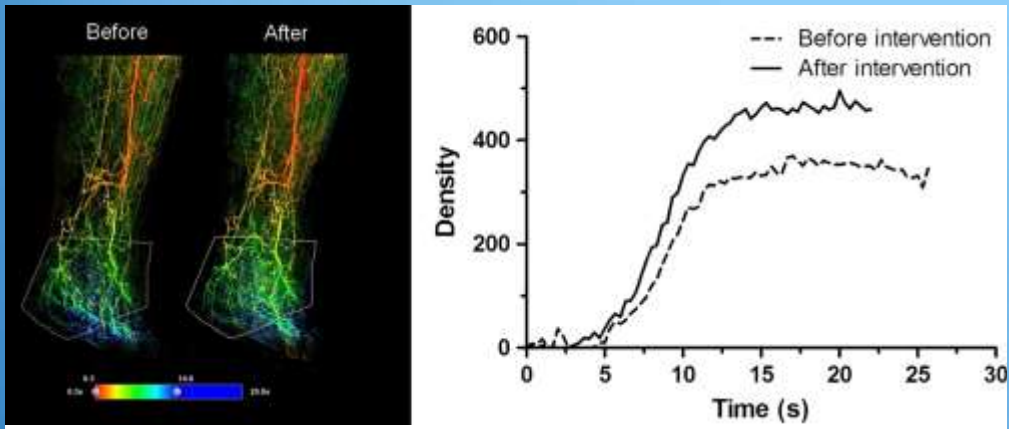 Before
After
600
400
200
0
Density
Before intervention
After intervention
0
5
10
15
20
25
30
Time (s)